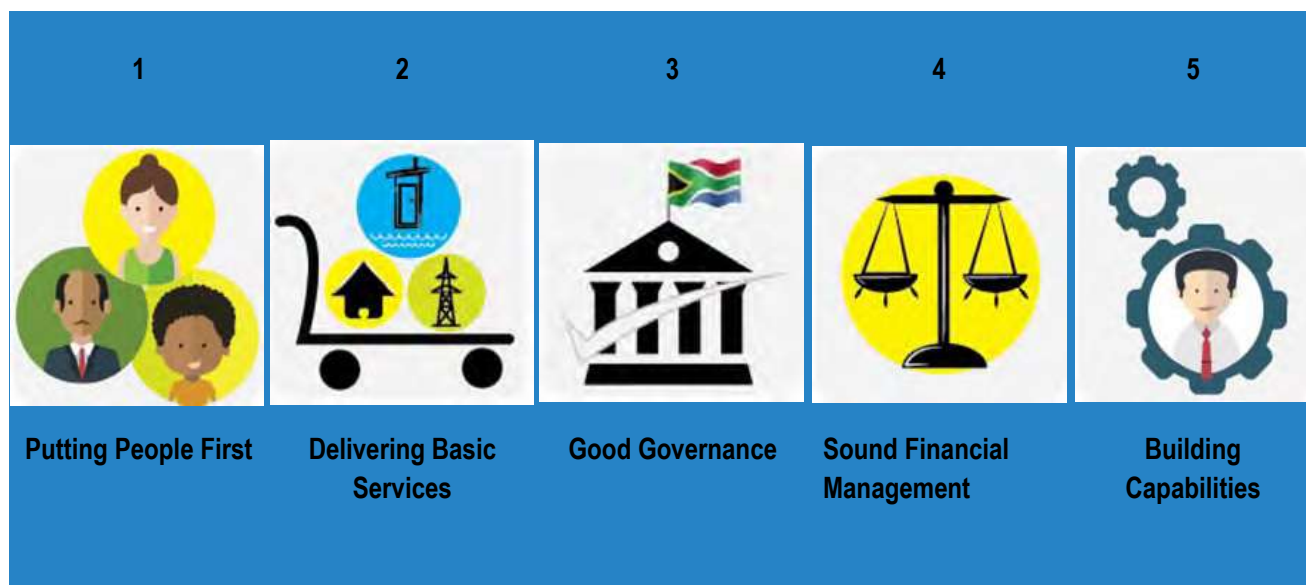 1
2
3
4
5
Putting People First
Delivering Basic
Services
Good Governance
Sound Financial
Management
Building
Capabilities